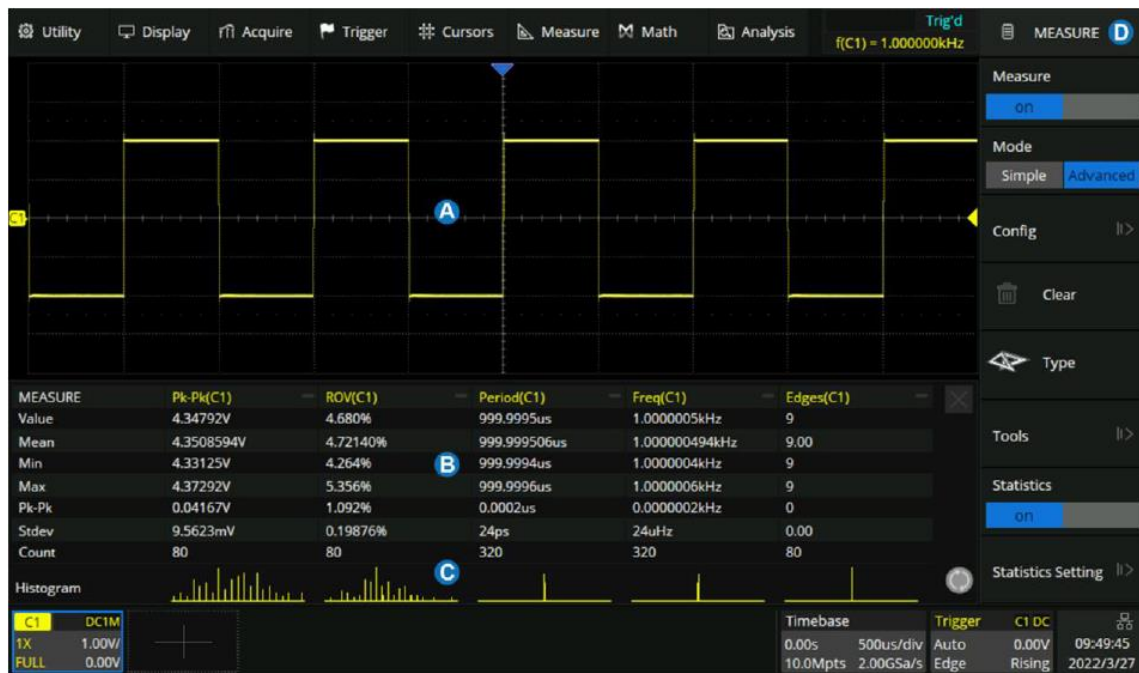 Utility Display Acquire Trigger Cursors Measure Math Analysis
Trig'd
f(C1) = 1.000000kHz
MEASURE D
Measure
on
Mode
Simple Advanced
Config
Clear
Type
Tools
Statistics
on
Statistics Setting
C1
A
MEASURE Pk-Pk(C1) ROV(C1) Period(C1) Freq(C1) Edges(C1)
Value 4.34792V 4.680% 999.9995us 1.0000005kHz 9
Mean 4.3508594V 4.72140% 999.999506us 1.000000494kHz 9.00
Min 4.33125V 4.264% 999.9994us 1.0000004kHz 9
B
Max 4.37292V 5.356% 999.9996us 1.0000006kHz 9
Pk-Pk 0.04167V 1.092% 0.0002us 0.0000002kHz 0
Stdev 9.5623mV 0.19876% 24ps 24uHz 0.00
Count 80 80 320 320 80
C
Histogram
C1 DC1M
1X 1.00V/
FULL 0.00V
Timebase
0.00s 500us/div
10.0Mpts 2.00GSa/s
Trigger C1 DC
Auto 0.00V
Edge Rising
09:49:45
2022/3/27